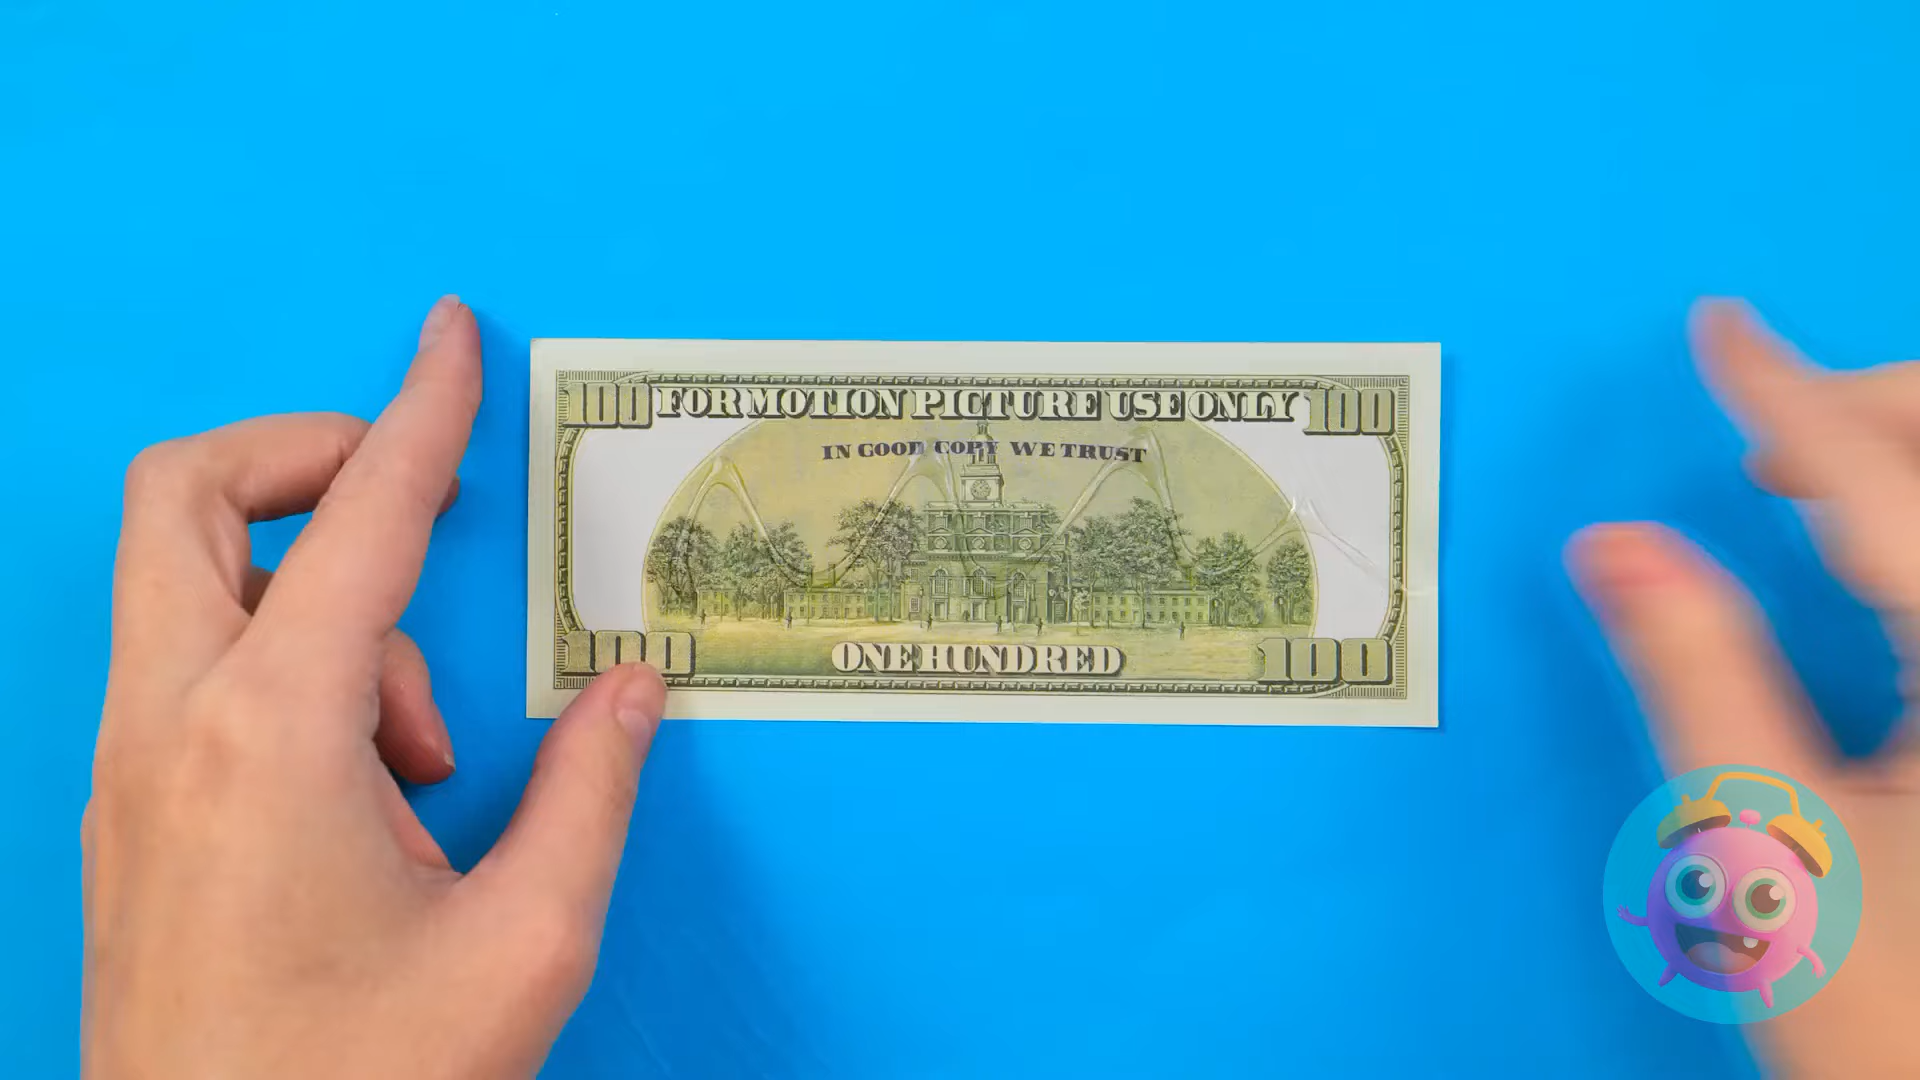 100 FOR MOTION PICTURE USE ONLY 100
IN GOOD COPY WE TRUST
100 ONE HUNDRED 100